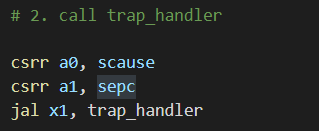 # 2. call trap_handler
csrr a0, scause
csrr a1, sepc
jal x1, trap_handler